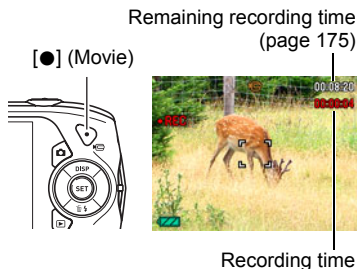 Remaining recording time
(page 175)
[●] (Movie)
00:08:20
00:00:04
●REC
DISP
SET
Recording time